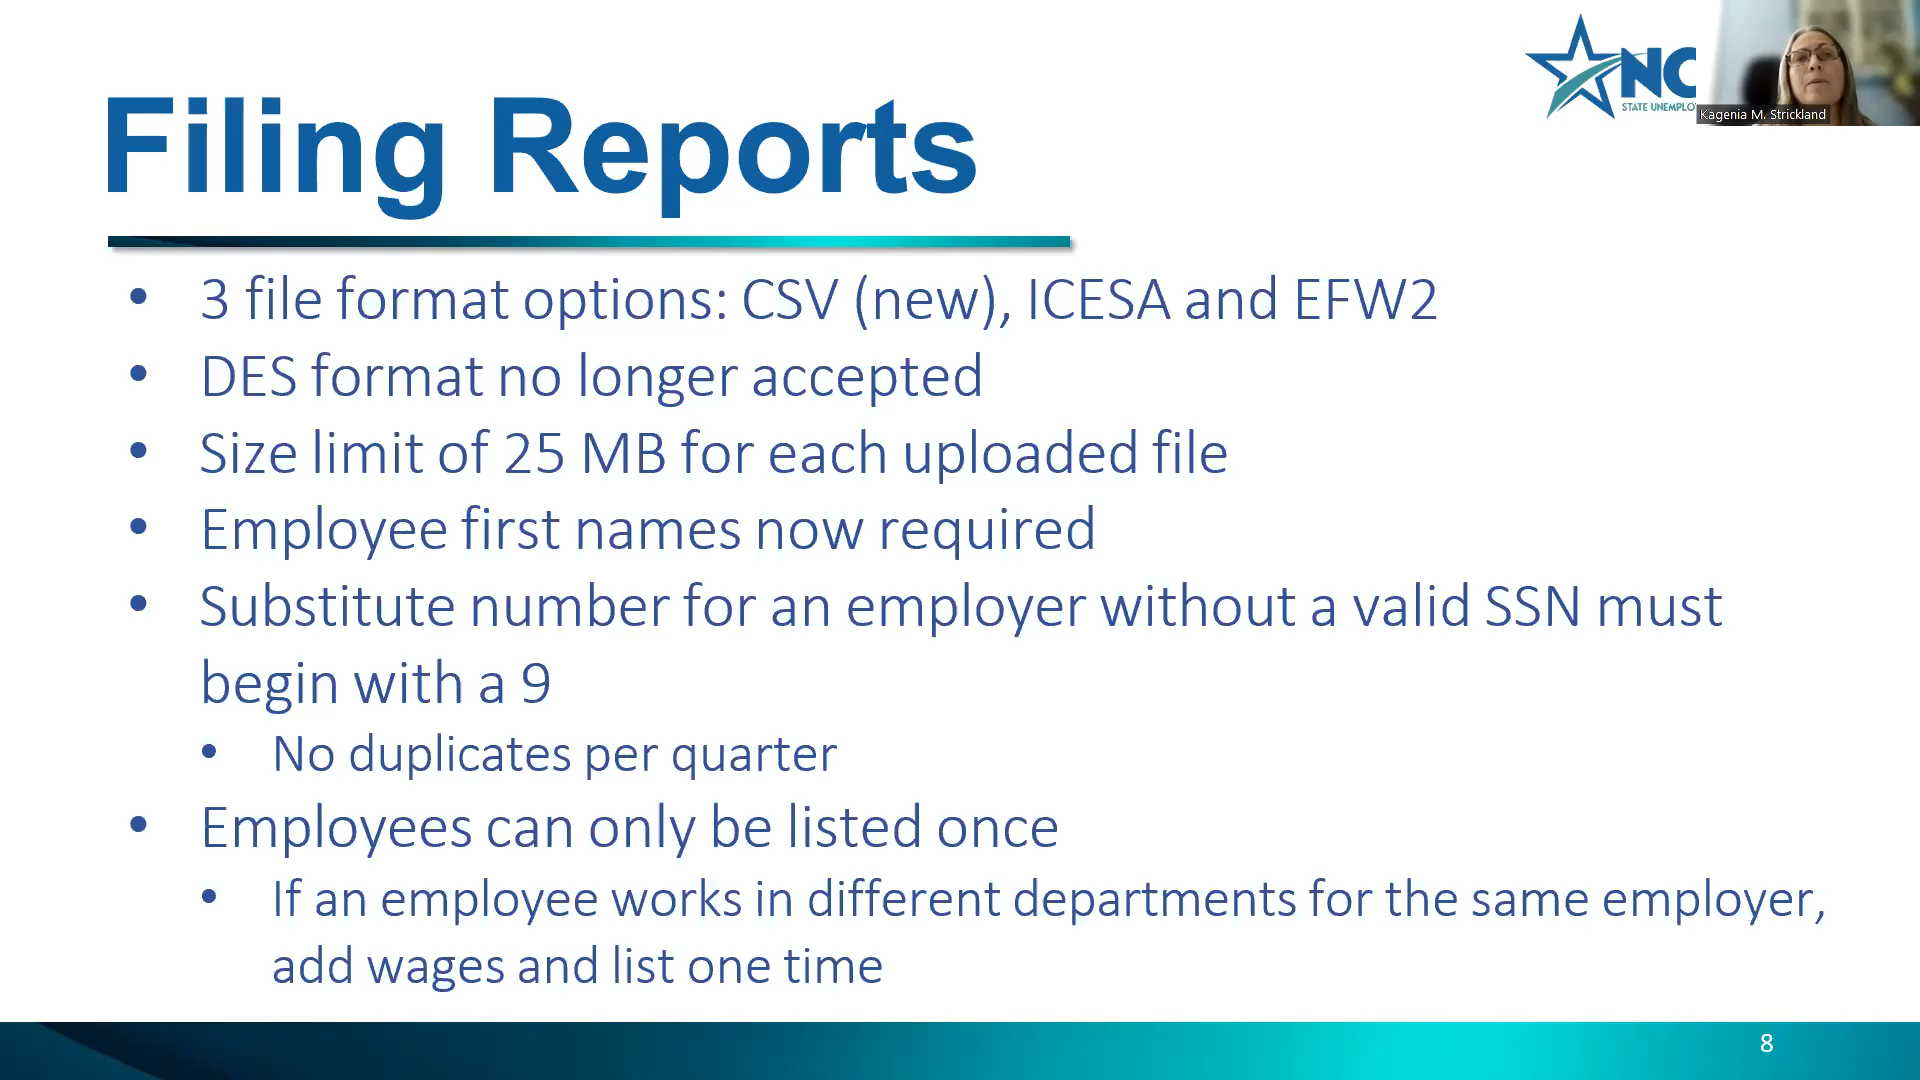 NC
STATE UNEMPLO
Kagenia M. Strickland
Filing Reports
• 3 file format options: CSV (new), ICESA and EFW2
• DES format no longer accepted
• Size limit of 25 MB for each uploaded file
• Employee first names now required
• Substitute number for an employer without a valid SSN must
begin with a 9
• No duplicates per quarter
• Employees can only be listed once
• If an employee works in different departments for the same employer,
add wages and list one time
8